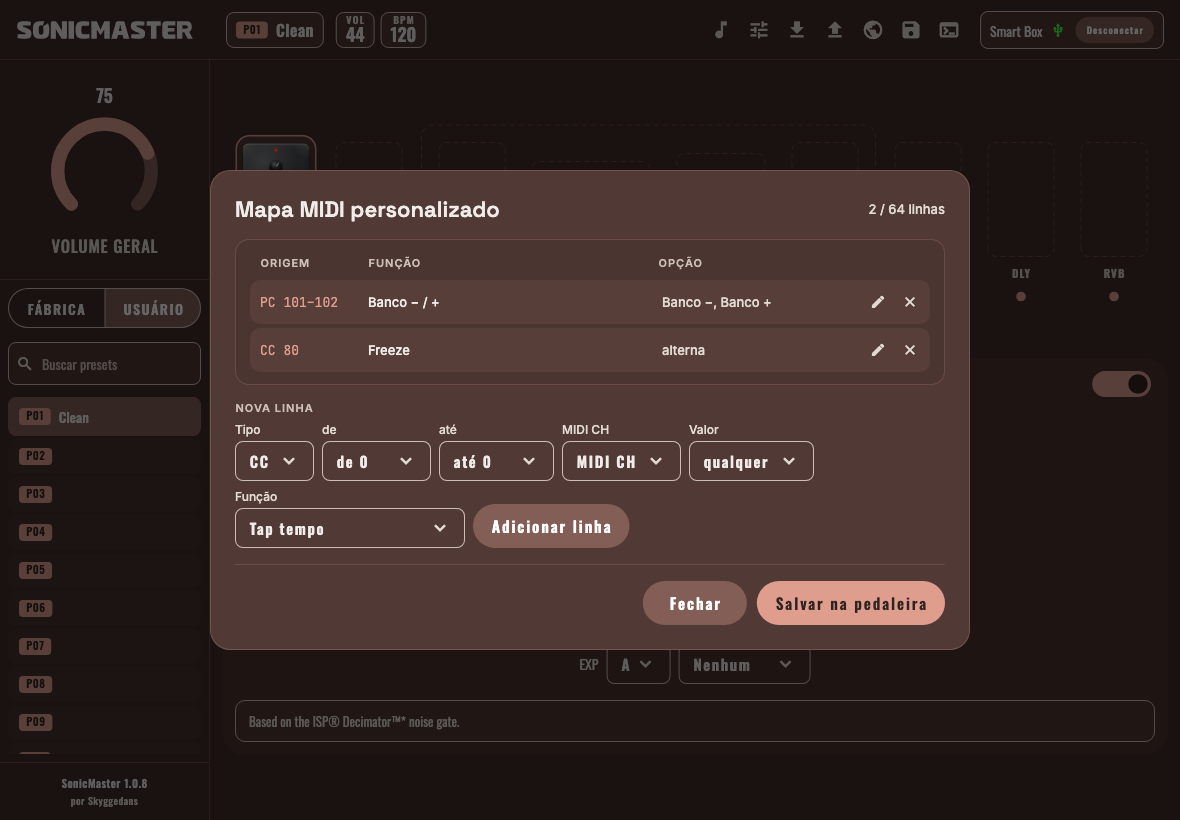 SONICMASTER
P01 Clean
VOL
44
BPM
120
Smart Box
Desconectar
75
VOLUME GERAL
FÁBRICA USUÁRIO
Buscar presets
P01 Clean
P02
P03
P04
P05
P06
P07
P08
P09
SonicMaster 1.0.8
por Skyggedans
DLY RVB
Mapa MIDI personalizado 2 / 64 linhas
ORIGEM FUNÇÃO OPÇÃO
PC 101–102 Banco − / + Banco −, Banco +
CC 80 Freeze alterna
NOVA LINHA
Tipo de até MIDI CH Valor
CC de 0 até 0 MIDI CH qualquer
Função
Tap tempo Adicionar linha
Fechar Salvar na pedaleira
EXP A Nenhum
Based on the ISP® Decimator™* noise gate.